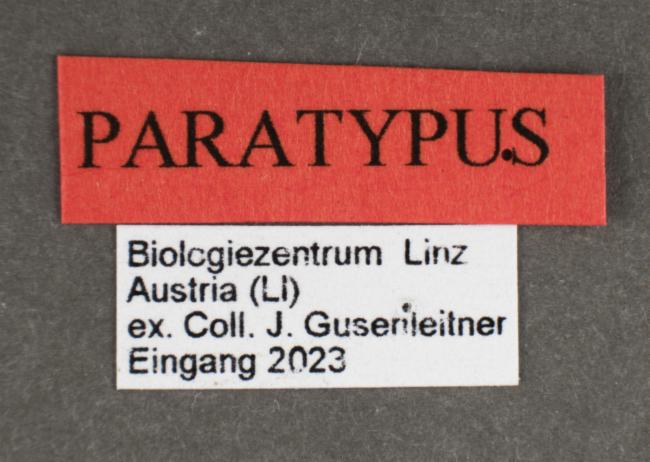 PARATYPUS
Biologiezentrum Linz
Austria (LI)
ex. Coll. J. Gusenleitner
Eingang 2023